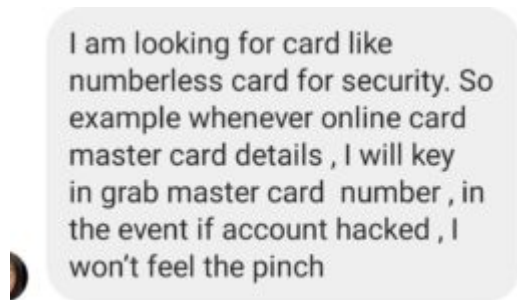 I am looking for card like
numberless card for security. So
example whenever online card
master card details , I will key
in grab master card  number , in
the event if account hacked , I
won't feel the pinch